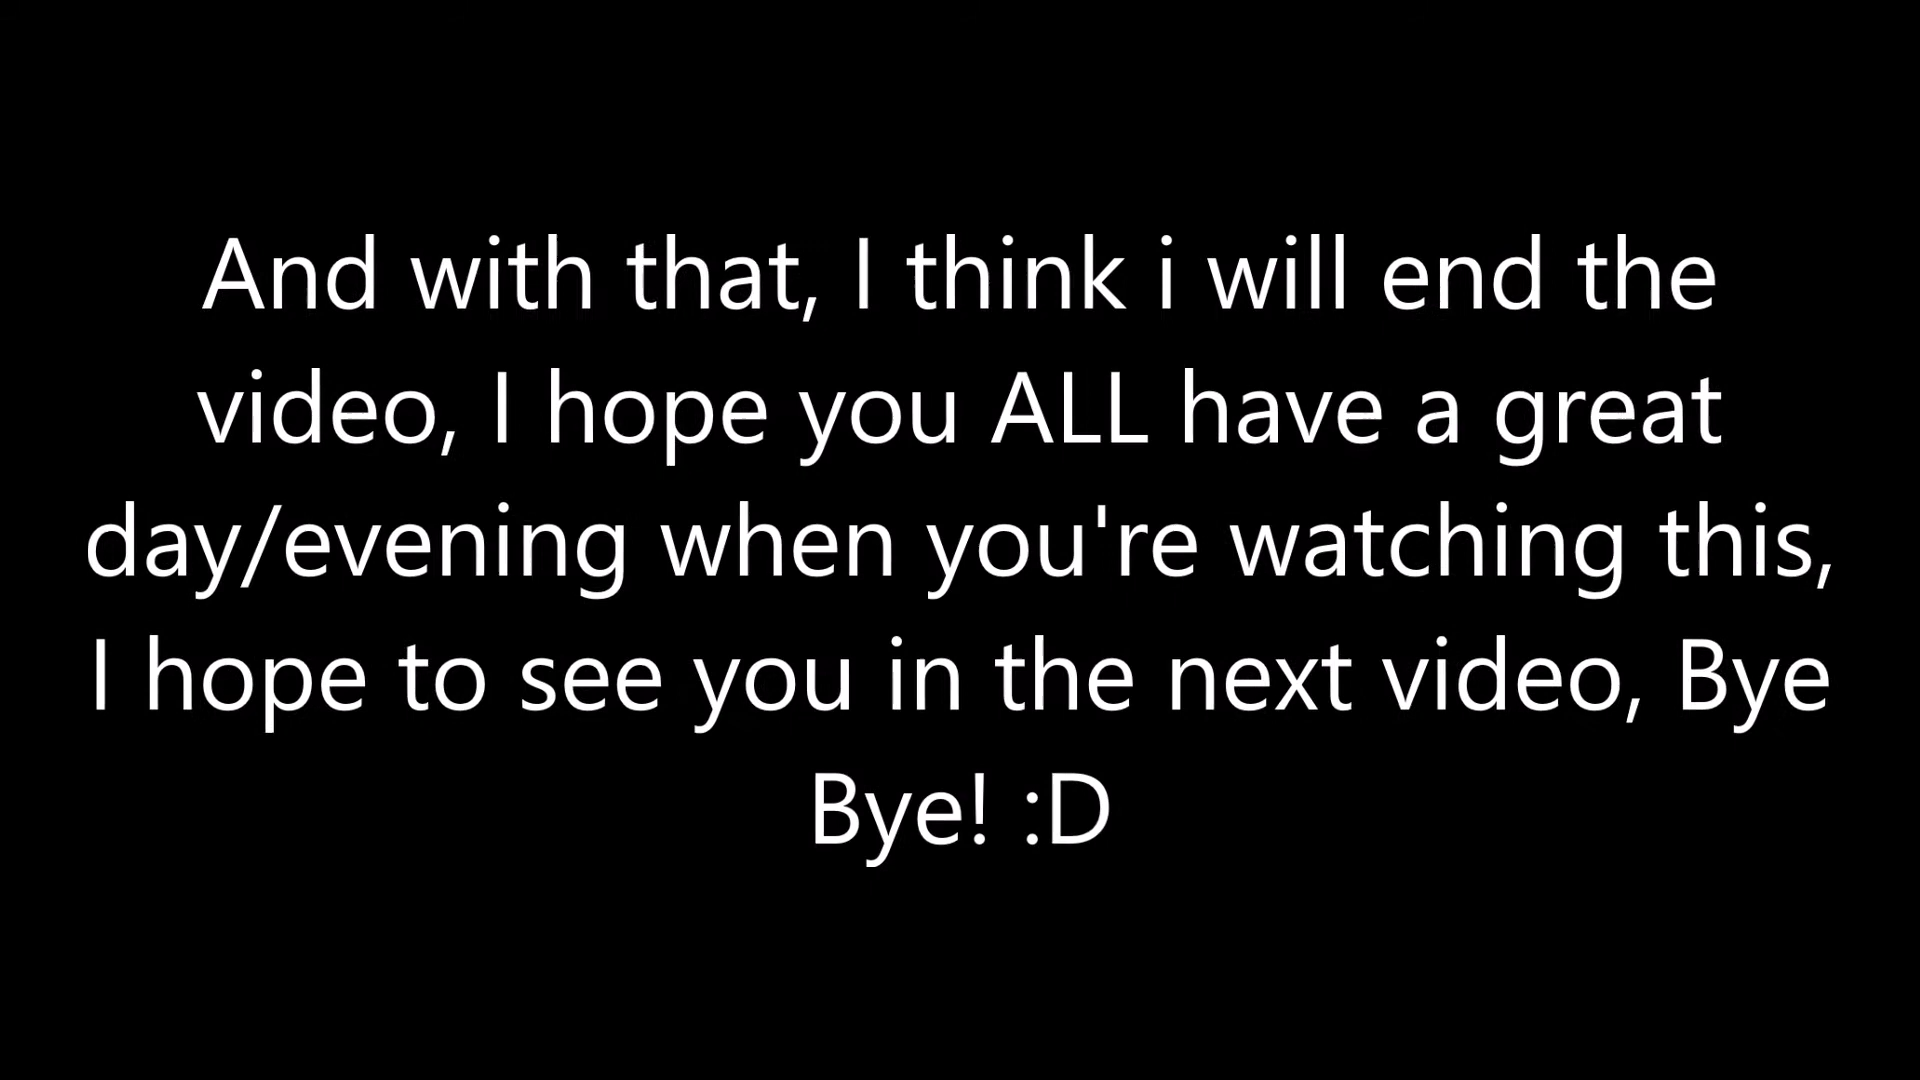 And with that, I think i will end the
video, I hope you ALL have a great
day/evening when you're watching this,
I hope to see you in the next video, Bye
Bye! :D